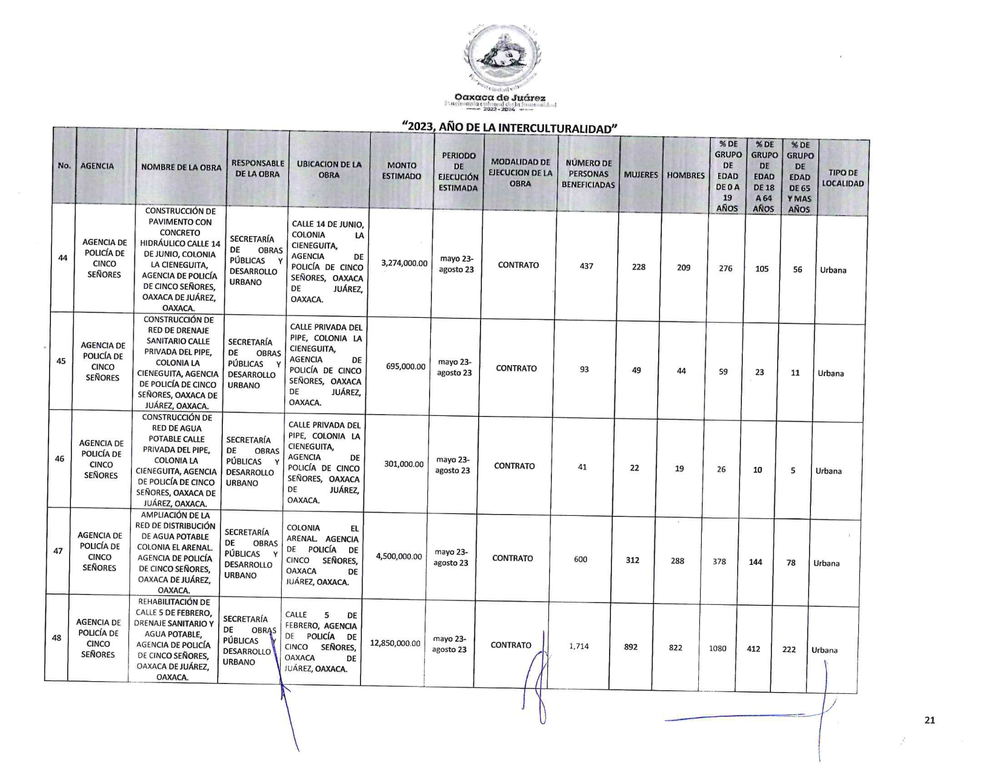 Oaxaca de Juárez
Patrimonio cultural de la humanidad
2022 - 2024
“2023, AÑO DE LA INTERCULTURALIDAD”
No.
AGENCIA
NOMBRE DE LA OBRA
RESPONSABLE
DE LA OBRA
UBICACION DE LA
OBRA
MONTO
ESTIMADO
PERIODO
DE
EJECUCIÓN
ESTIMADA
MODALIDAD DE
EJECUCION DE LA
OBRA
NÚMERO DE
PERSONAS
BENEFICIADAS
MUJERES
HOMBRES
% DE
GRUPO
DE
EDAD
DE 0 A
19
AÑOS
% DE
GRUPO
DE
EDAD
DE 18
A 64
AÑOS
% DE
GRUPO
DE
EDAD
DE 65
Y MAS
AÑOS
TIPO DE
LOCALIDAD
44
AGENCIA DE
POLICÍA DE
CINCO
SEÑORES
CONSTRUCCIÓN DE
PAVIMENTO CON
CONCRETO
HIDRÁULICO CALLE 14
DE JUNIO, COLONIA
LA CIENEGUITA,
AGENCIA DE POLICÍA
DE CINCO SEÑORES,
OAXACA DE JUÁREZ,
OAXACA.
SECRETARÍA
DE OBRAS
PÚBLICAS Y
DESARROLLO
URBANO
CALLE 14 DE JUNIO,
COLONIA LA
CIENEGUITA,
AGENCIA DE
POLICÍA DE CINCO
SEÑORES, OAXACA
DE JUÁREZ,
OAXACA.
3,274,000.00
mayo 23-
agosto 23
CONTRATO
437
228
209
276
105
56
Urbana
45
AGENCIA DE
POLICÍA DE
CINCO
SEÑORES
CONSTRUCCIÓN DE
RED DE DRENAJE
SANITARIO CALLE
PRIVADA DEL PIPE,
COLONIA LA
CIENEGUITA, AGENCIA
DE POLICÍA DE CINCO
SEÑORES, OAXACA DE
JUÁREZ, OAXACA.
SECRETARÍA
DE OBRAS
PÚBLICAS Y
DESARROLLO
URBANO
CALLE PRIVADA DEL
PIPE, COLONIA LA
CIENEGUITA,
AGENCIA DE
POLICÍA DE CINCO
SEÑORES, OAXACA
DE JUÁREZ,
OAXACA.
695,000.00
mayo 23-
agosto 23
CONTRATO
93
49
44
59
23
11
Urbana
46
AGENCIA DE
POLICÍA DE
CINCO
SEÑORES
CONSTRUCCIÓN DE
RED DE AGUA
POTABLE CALLE
PRIVADA DEL PIPE,
COLONIA LA
CIENEGUITA, AGENCIA
DE POLICÍA DE CINCO
SEÑORES, OAXACA DE
JUÁREZ, OAXACA.
SECRETARÍA
DE OBRAS
PÚBLICAS Y
DESARROLLO
URBANO
CALLE PRIVADA DEL
PIPE, COLONIA LA
CIENEGUITA,
AGENCIA DE
POLICÍA DE CINCO
SEÑORES, OAXACA
DE JUÁREZ,
OAXACA.
301,000.00
mayo 23-
agosto 23
CONTRATO
41
22
19
26
10
5
Urbana
47
AGENCIA DE
POLICÍA DE
CINCO
SEÑORES
AMPLIACIÓN DE LA
RED DE DISTRIBUCIÓN
DE AGUA POTABLE
COLONIA EL ARENAL.
AGENCIA DE POLICÍA
DE CINCO SEÑORES,
OAXACA DE JUÁREZ,
OAXACA.
SECRETARÍA
DE OBRAS
PÚBLICAS Y
DESARROLLO
URBANO
COLONIA EL
ARENAL. AGENCIA
DE POLICÍA DE
CINCO SEÑORES,
OAXACA DE
JUÁREZ, OAXACA.
4,500,000.00
mayo 23-
agosto 23
CONTRATO
600
312
288
378
144
78
Urbana
48
AGENCIA DE
POLICÍA DE
CINCO
SEÑORES
REHABILITACIÓN DE
CALLE 5 DE FEBRERO,
DRENAJE SANITARIO Y
AGUA POTABLE,
AGENCIA DE POLICÍA
DE CINCO SEÑORES,
OAXACA DE JUÁREZ,
OAXACA.
SECRETARÍA
DE OBRAS
PÚBLICAS Y
DESARROLLO
URBANO
CALLE 5 DE
FEBRERO, AGENCIA
DE POLICÍA DE
CINCO SEÑORES,
OAXACA DE
JUÁREZ, OAXACA.
12,850,000.00
mayo 23-
agosto 23
CONTRATO
1,714
892
822
1080
412
222
Urbana
21